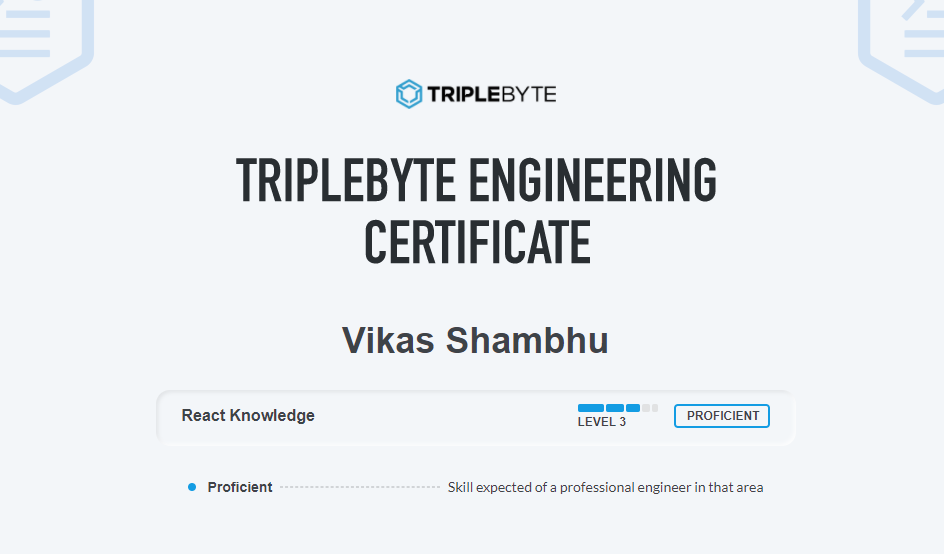 TRIPLEBYTE
TRIPLEBYTE ENGINEERING
CERTIFICATE
Vikas Shambhu
React Knowledge
LEVEL 3
PROFICIENT
Proficient
Skill expected of a professional engineer in that area